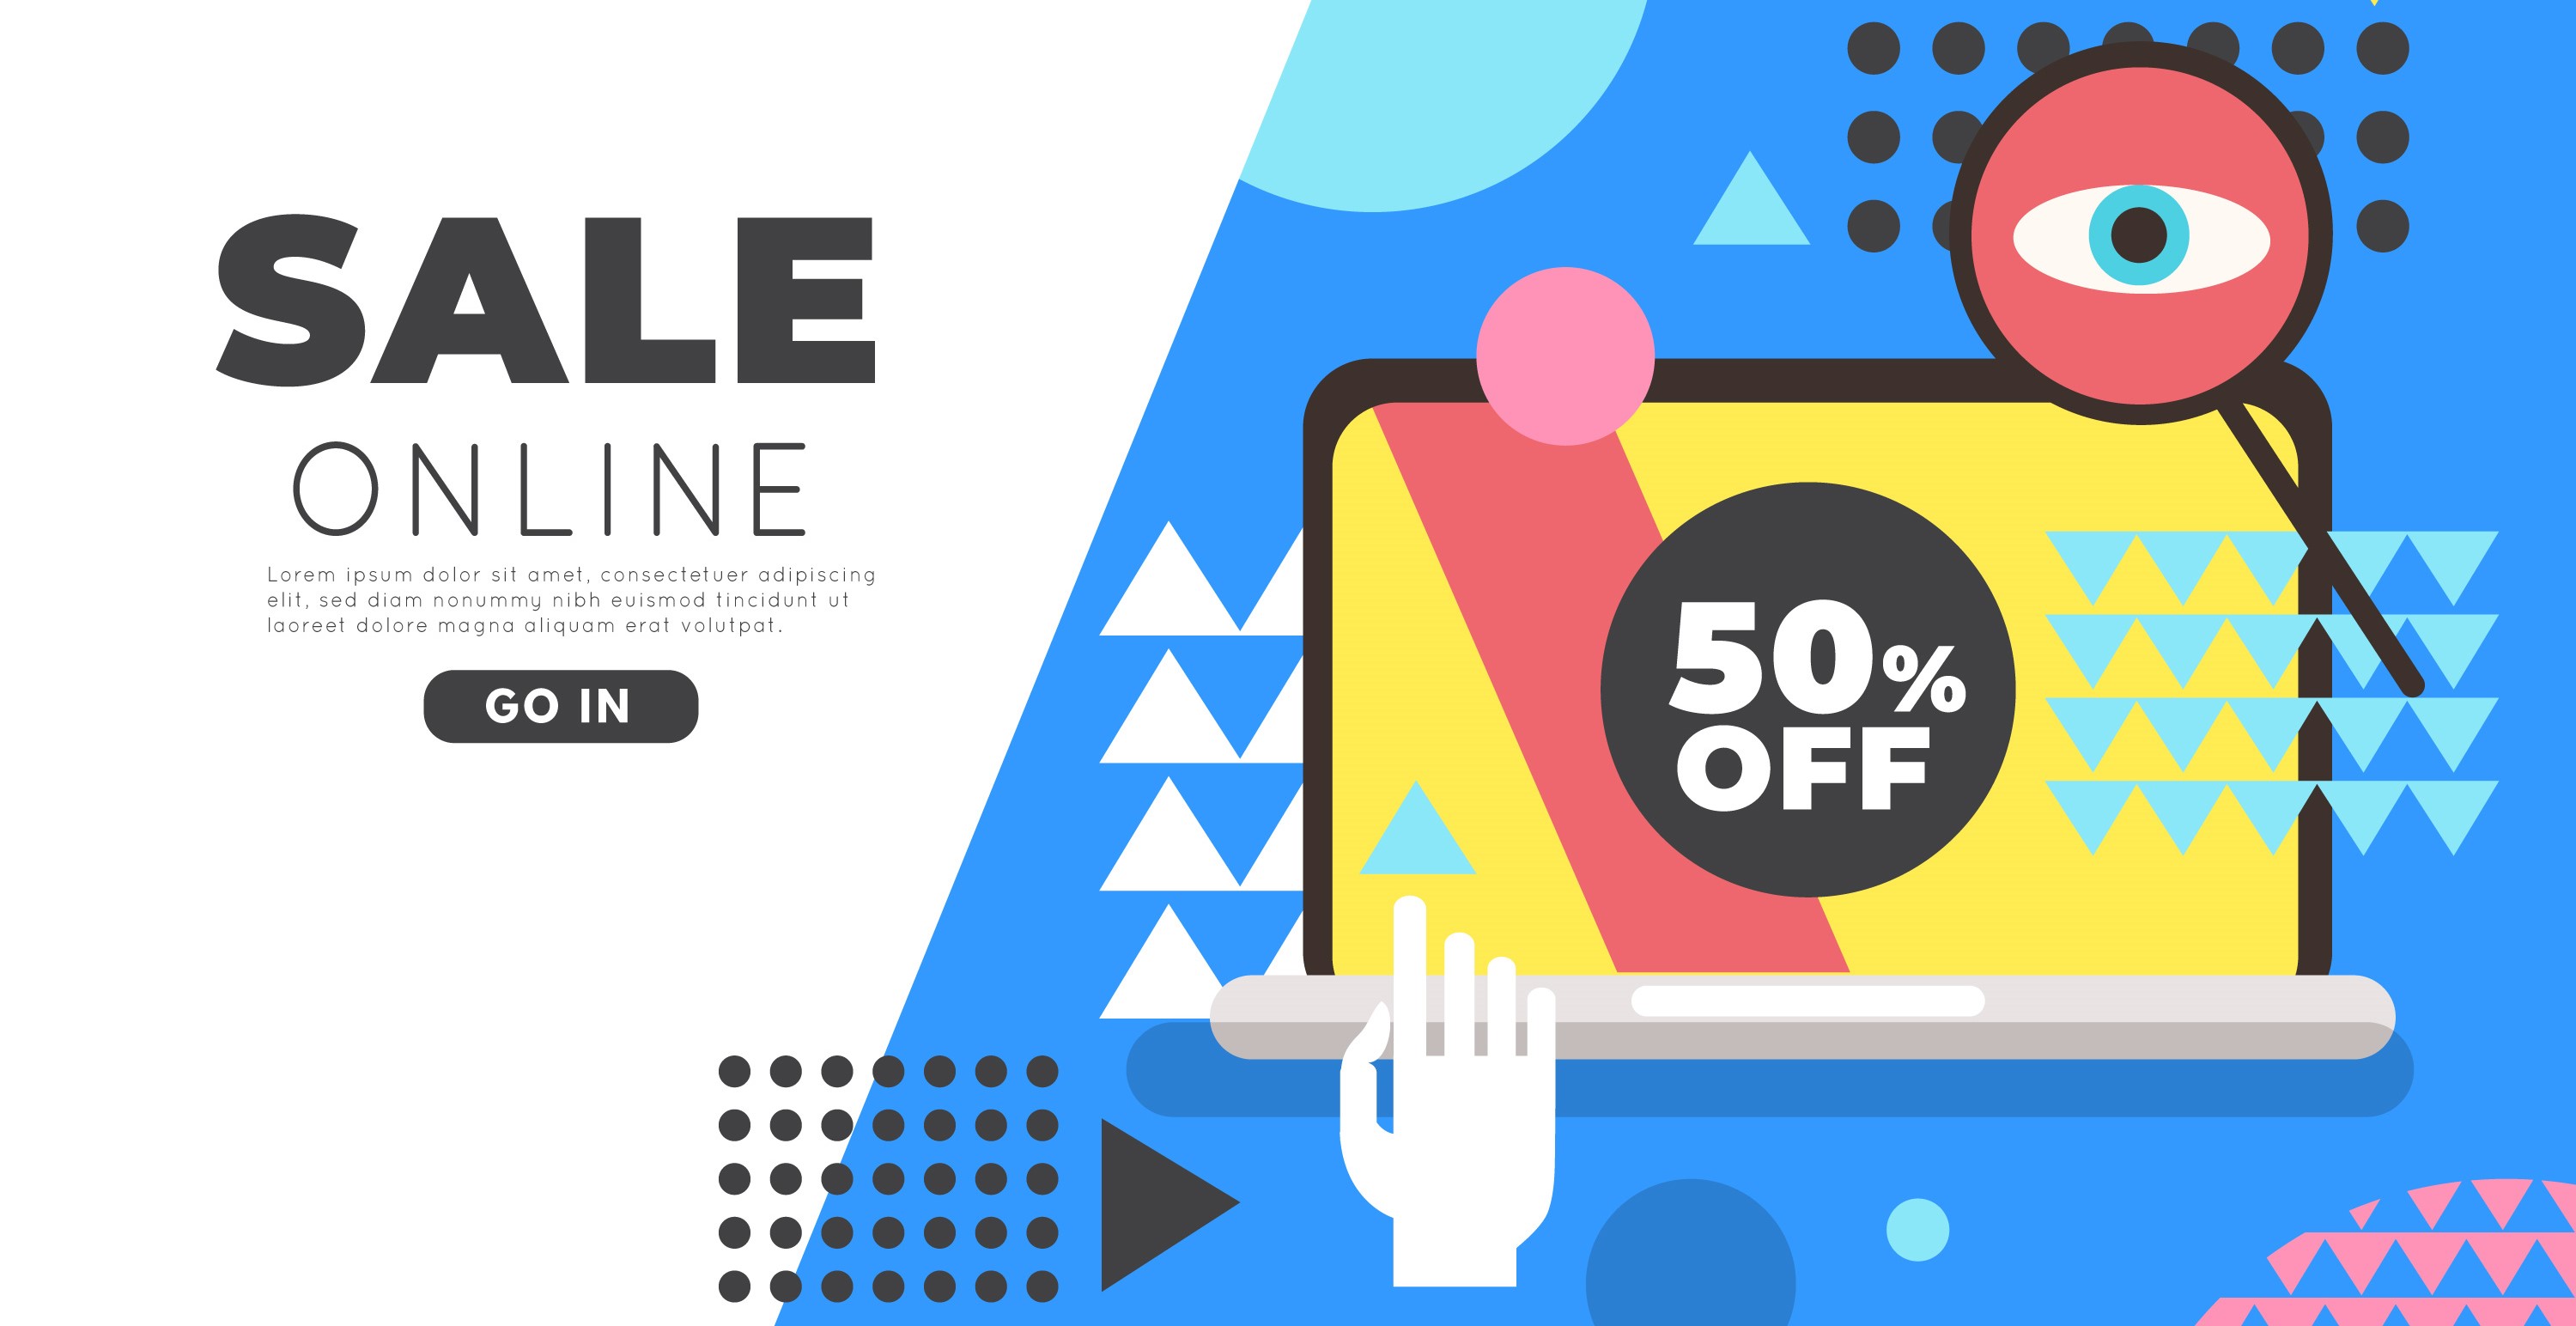 SALE
ONLINE
Lorem ipsum dolor sit amet, consectetuer adipiscing
elit, sed diam nonummy nibh euismod tincidunt ut
laoreet dolore magna aliquam erat volutpat.
GO IN
50%
OFF